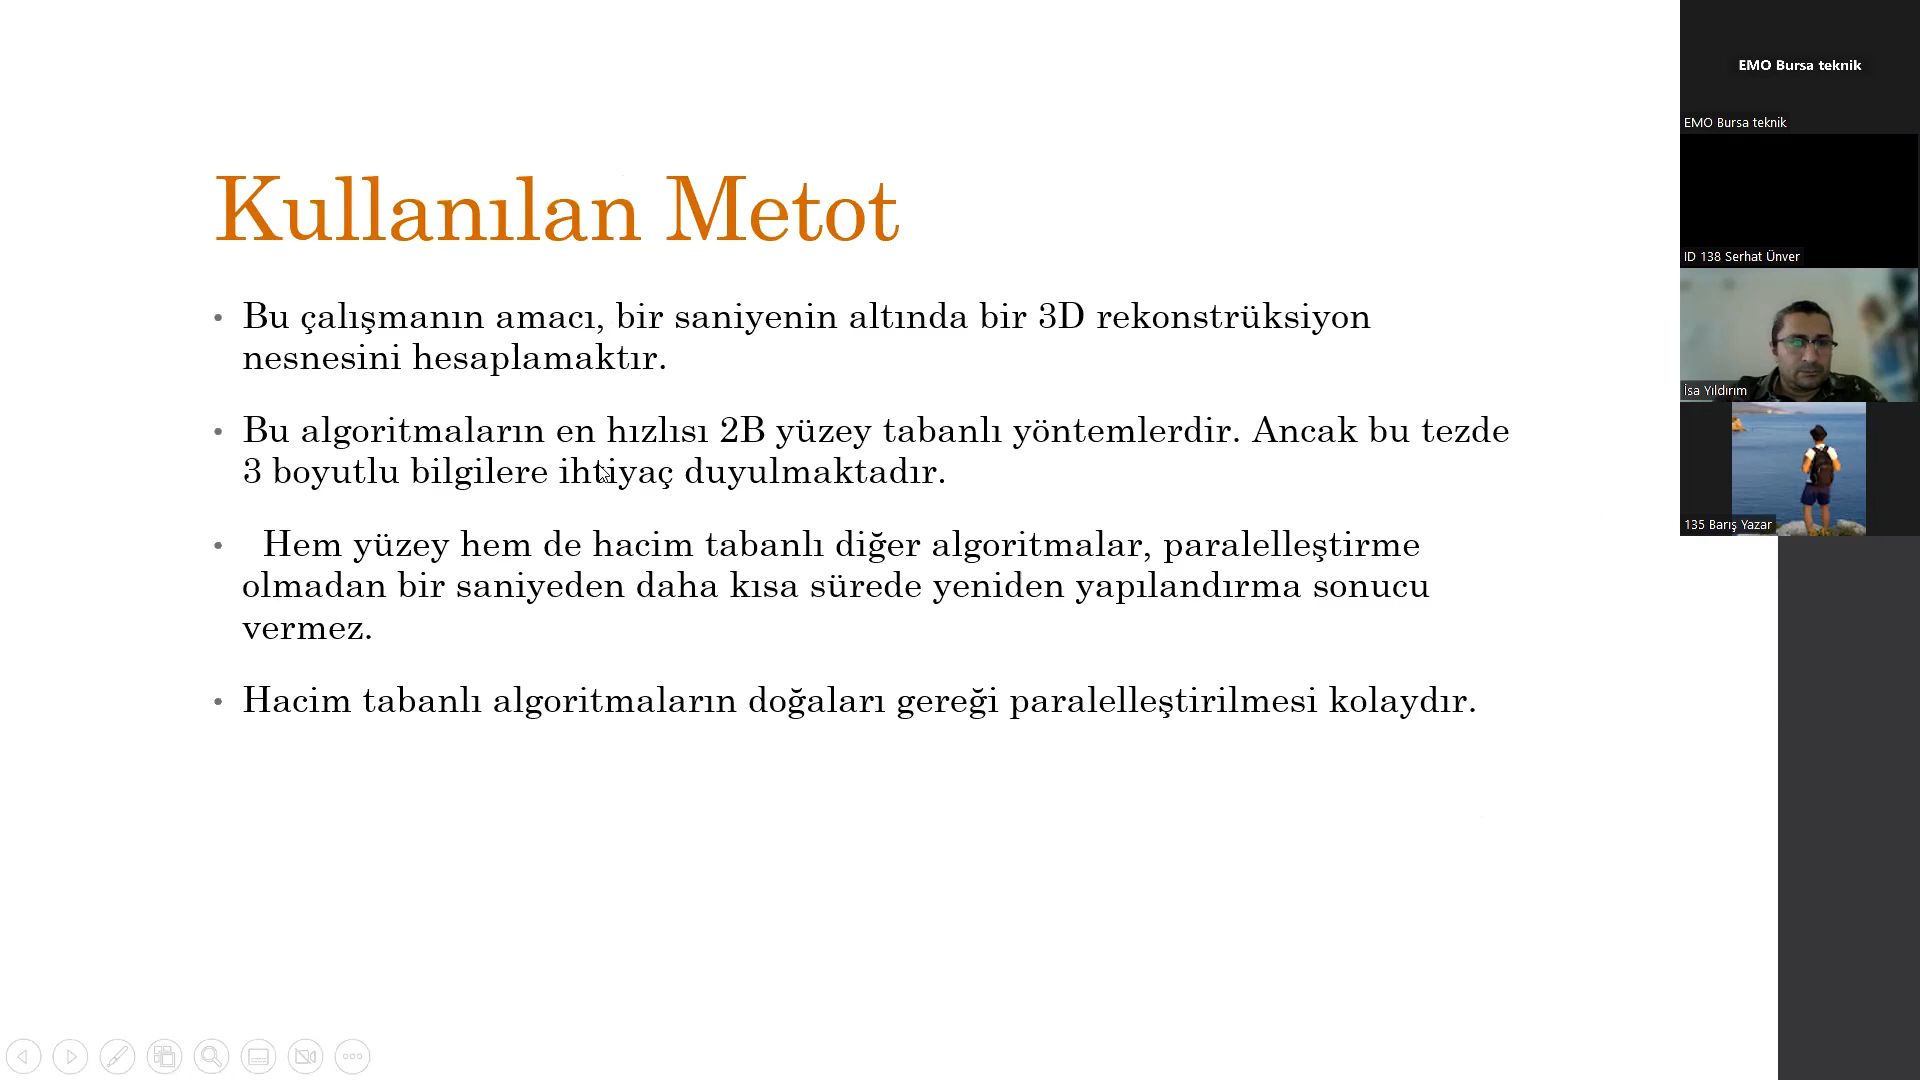 Kullanılan Metot
• Bu çalışmanın amacı, bir saniyenin altında bir 3D rekonstrüksiyon
nesnesini hesaplamaktır.
• Bu algoritmaların en hızlısı 2B yüzey tabanlı yöntemlerdir. Ancak bu tezde
3 boyutlu bilgilere ihtiyaç duyulmaktadır.
• Hem yüzey hem de hacim tabanlı diğer algoritmalar, paralelleştirme
olmadan bir saniyeden daha kısa sürede yeniden yapılandırma sonucu
vermez.
• Hacim tabanlı algoritmaların doğaları gereği paralelleştirilmesi kolaydır.
EMO Bursa teknik
EMO Bursa teknik
ID 138 Serhat Ünver
İsa Yıldırım
135 Barış Yazar